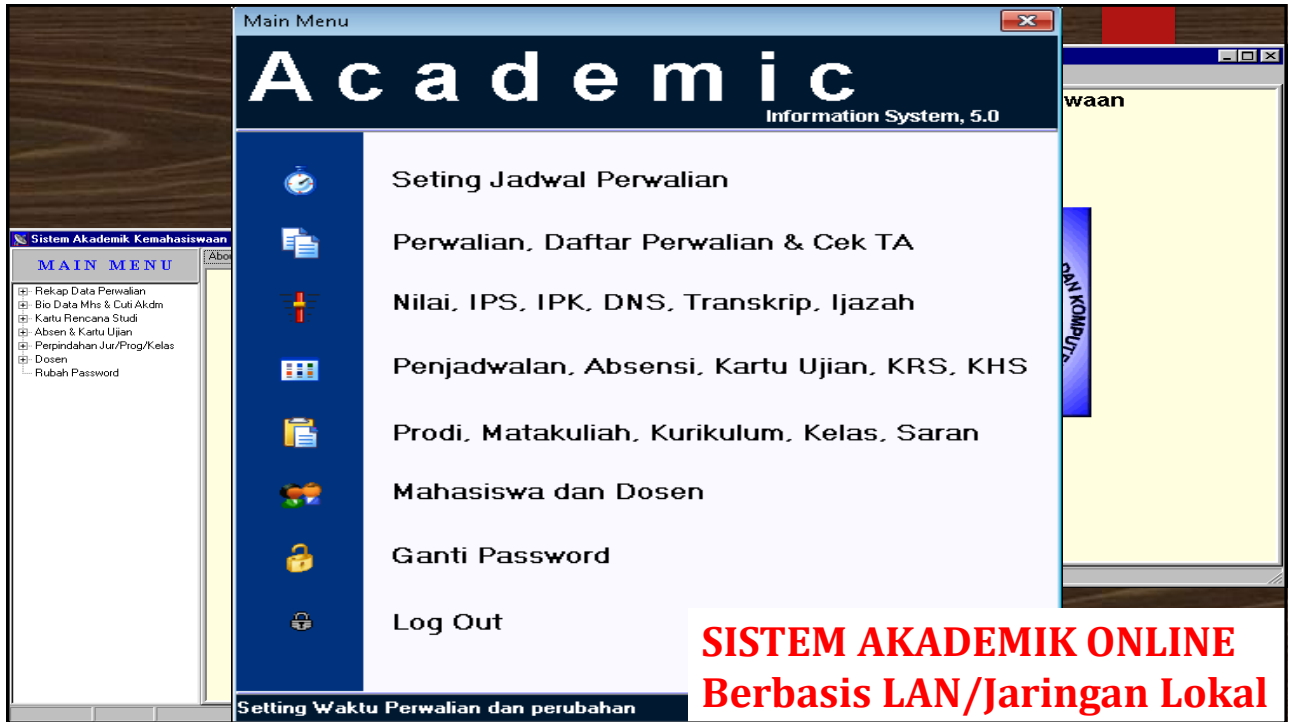 Main Menu
Academic
Information System, 5.0
Seting Jadwal Perwalian
Perwalian, Daftar Perwalian & Cek TA
Nilai, IPS, IPK, DNS, Transkrip, Ijazah
Penjadwalan, Absensi, Kartu Ujian, KRS, KHS
Prodi, Matakuliah, Kurikulum, Kelas, Saran
Mahasiswa dan Dosen
Ganti Password
Log Out
Setting Waktu Perwalian dan perubahan
Sistem Akademik Kemahasiswaan
MAIN MENU
Abou
Rekap Data Perwalian
Bio Data Mhs & Cuti Akdm
Kartu Rencana Studi
Absen & Kartu Ujian
Perpindahan Jur/Prog/Kelas
Dosen
Rubah Password
waan
DAN KOMPUTE
SISTEM AKADEMIK ONLINE
Berbasis LAN/Jaringan Lokal